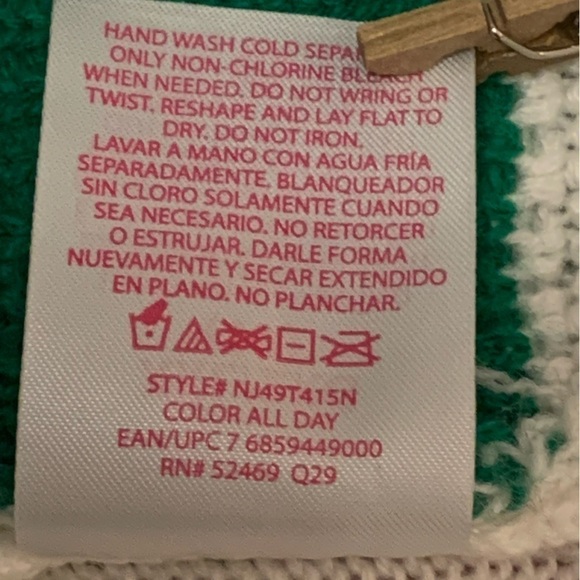 HAND WASH COLD
ONLY NON-CHLORINE
WHEN NEEDED. DO NOT WRING OR
TWIST. RESHAPE AND LAY FLAT TO
DRY. DO NOT IRON.
LAVAR A MANO CON AGUA FRÍA
SEPARADAMENTE. BLANQUEADOR
SIN CLORO SOLAMENTE CUANDO
SEA NECESARIO. NO RETORCER
O ESTRUJAR. DARLE FORMA
NUEVAMENTE Y SECAR EXTENDIDO
EN PLANO. NO PLANCHAR.
STYLE# NJ49T415N
COLOR ALL DAY
EAN/UPC 7 6859449000
RN# 52469 Q29